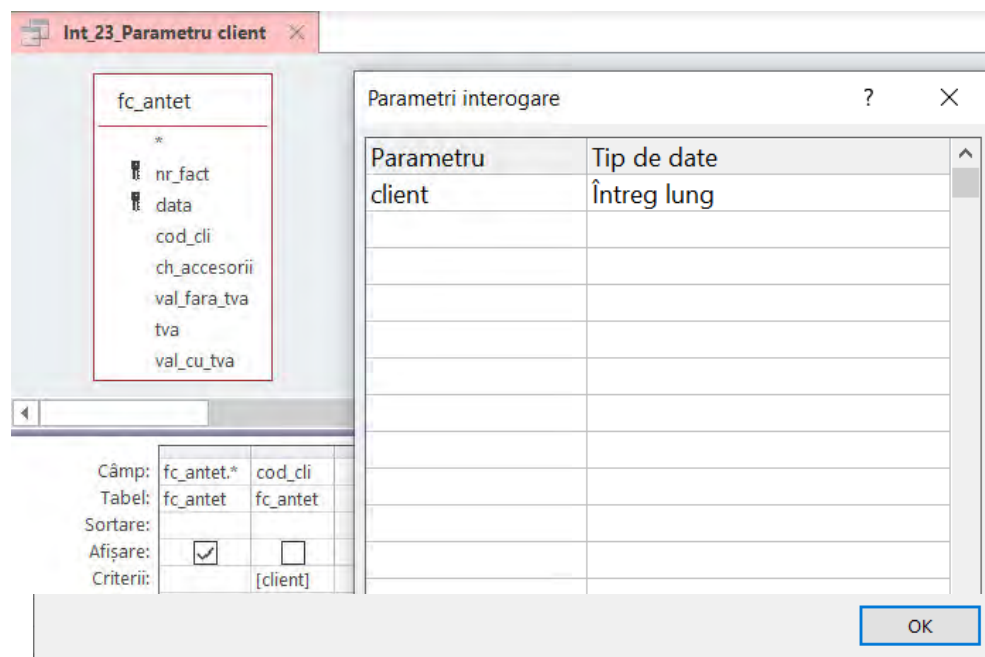 Int_23_Parametru client
fc_antet
*
nr_fact
data
cod_cli
ch_accesorii
val_fara_tva
tva
val_cu_tva
Parametri interogare ?
Parametru Tip de date
client Întreg lung
Câmp: fc_antet.* cod_cli
Tabel: fc_antet fc_antet
Sortare:
Afișare:
Criterii: [client]
OK